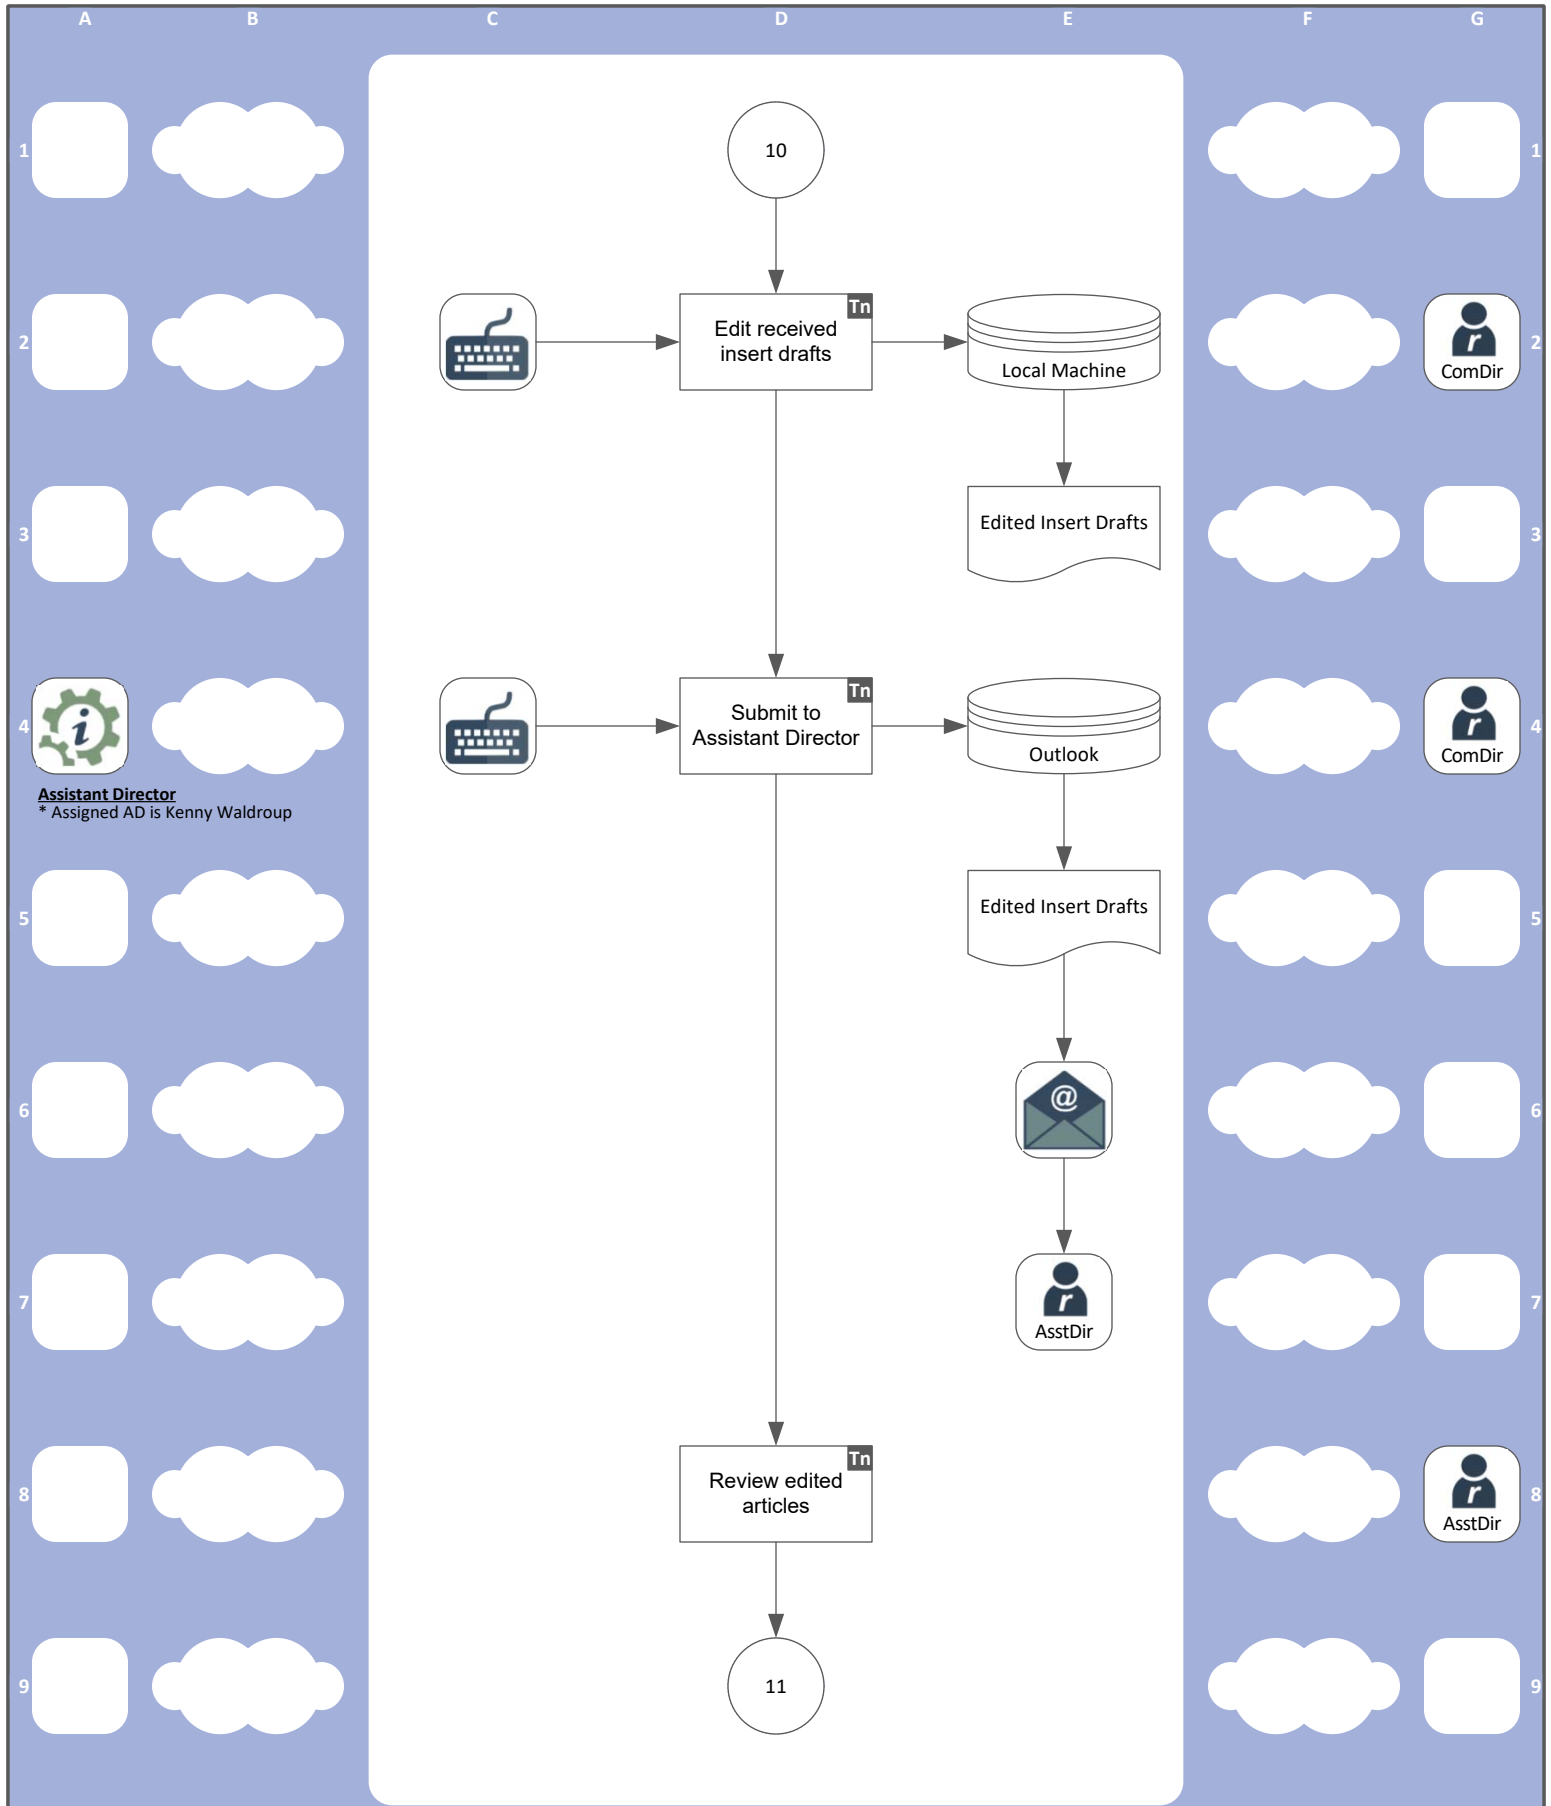 A B C D E F G
1 10 1
2 Edit received insert drafts Tn Local Machine r ComDir 2
3 Edited Insert Drafts 3
4 i Submit to Assistant Director Tn Outlook r ComDir 4
Assistant Director
* Assigned AD is Kenny Waldroup
5 Edited Insert Drafts 5
6 @ 6
7 r AsstDir 7
8 Review edited articles Tn r AsstDir 8
9 11 9